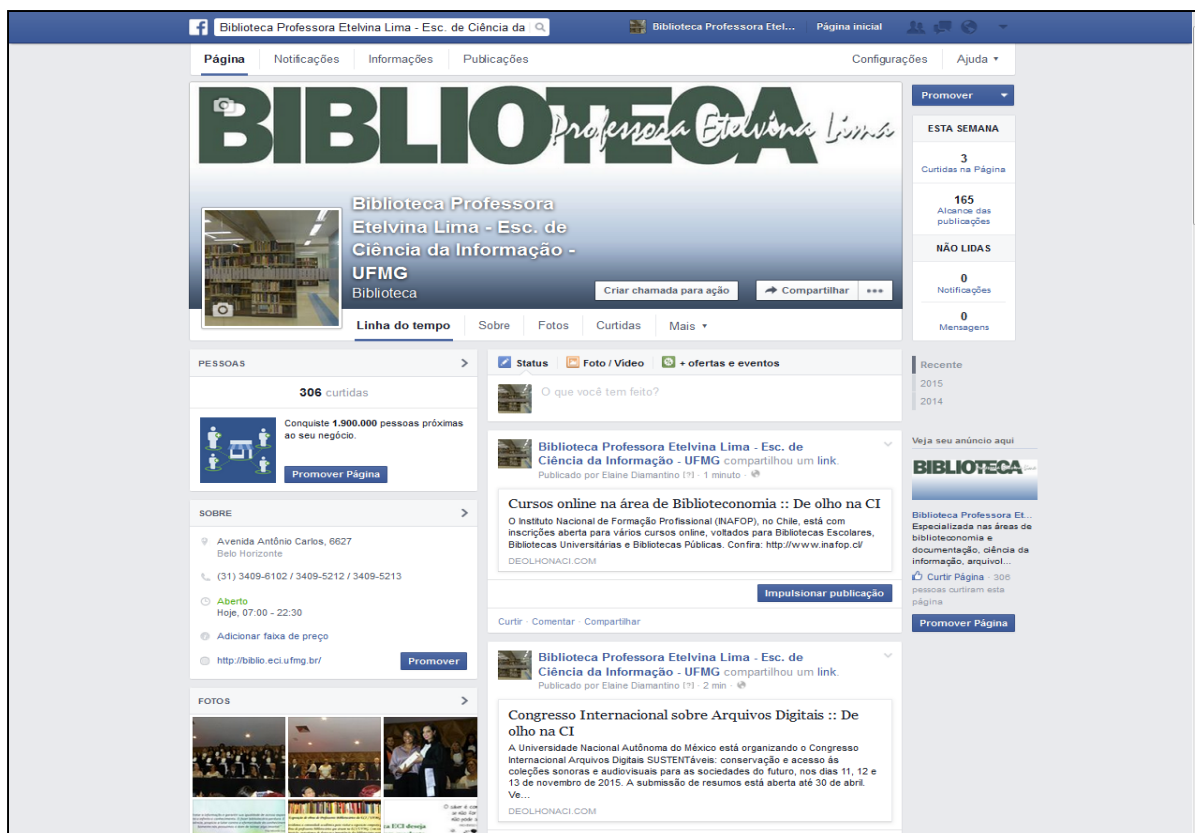 Biblioteca Professora Etelvina Lima - Esc. de Ciência da
Biblioteca Professora Etel...
Página inicial
Página
Notificações
Informações
Publicações
Configurações
Ajuda
BIBLIOTECA
Professora Etelvina Lima
Biblioteca Professora
Etelvina Lima - Esc. de
Ciência da Informação -
UFMG
Biblioteca
Criar chamada para ação
Compartilhar
Linha do tempo
Sobre
Fotos
Curtidas
Mais
Promover
ESTA SEMANA
3
Curtidas na Página
165
Alcance das
publicações
NÃO LIDAS
0
Notificações
0
Mensagens
PESSOAS
306 curtidas
Conquiste 1.900.000 pessoas próximas
ao seu negócio.
Promover Página
SOBRE
Avenida Antônio Carlos, 6627
Belo Horizonte
(31) 3409-6102 / 3409-5212 / 3409-5213
Aberto
Hoje, 07:00 - 22:30
Adicionar faixa de preço
http://biblio.eci.ufmg.br/
Promover
FOTOS
Status
Foto / Vídeo
+ ofertas e eventos
O que você tem feito?
Biblioteca Professora Etelvina Lima - Esc. de
Ciência da Informação - UFMG compartilhou um link.
Publicado por Elaine Diamantino [?] · 1 minuto ·
Cursos online na área de Biblioteconomia :: De olho na CI
O Instituto Nacional de Formação Profissional (INAFOP), no Chile, está com
inscrições aberta para vários cursos online, voltados para Bibliotecas Escolares,
Bibliotecas Universitárias e Bibliotecas Públicas. Confira: http://www.inafop.cl/
DEOLHONACI.COM
Impulsionar publicação
Curtir · Comentar · Compartilhar
Biblioteca Professora Etelvina Lima - Esc. de
Ciência da Informação - UFMG compartilhou um link.
Publicado por Elaine Diamantino [?] · 2 min ·
Congresso Internacional sobre Arquivos Digitais :: De
olho na CI
A Universidade Nacional Autônoma do México está organizando o Congresso
Internacional Arquivos Digitais SUSTENTáveis: conservação e acesso ás
coleções sonoras e audiovisuais para as sociedades do futuro, nos dias 11, 12 e
13 de novembro de 2015. A submissão de resumos está aberta até 30 de abril.
Ve...
DEOLHONACI.COM
Recente
2015
2014
Veja seu anúncio aqui
BIBLIOTECA
Biblioteca Professora Et...
Especializada nas áreas de
biblioteconomia e
documentação, ciência da
informação, arquivol...
Curtir Página · 306
pessoas curtiram esta
página
Promover Página